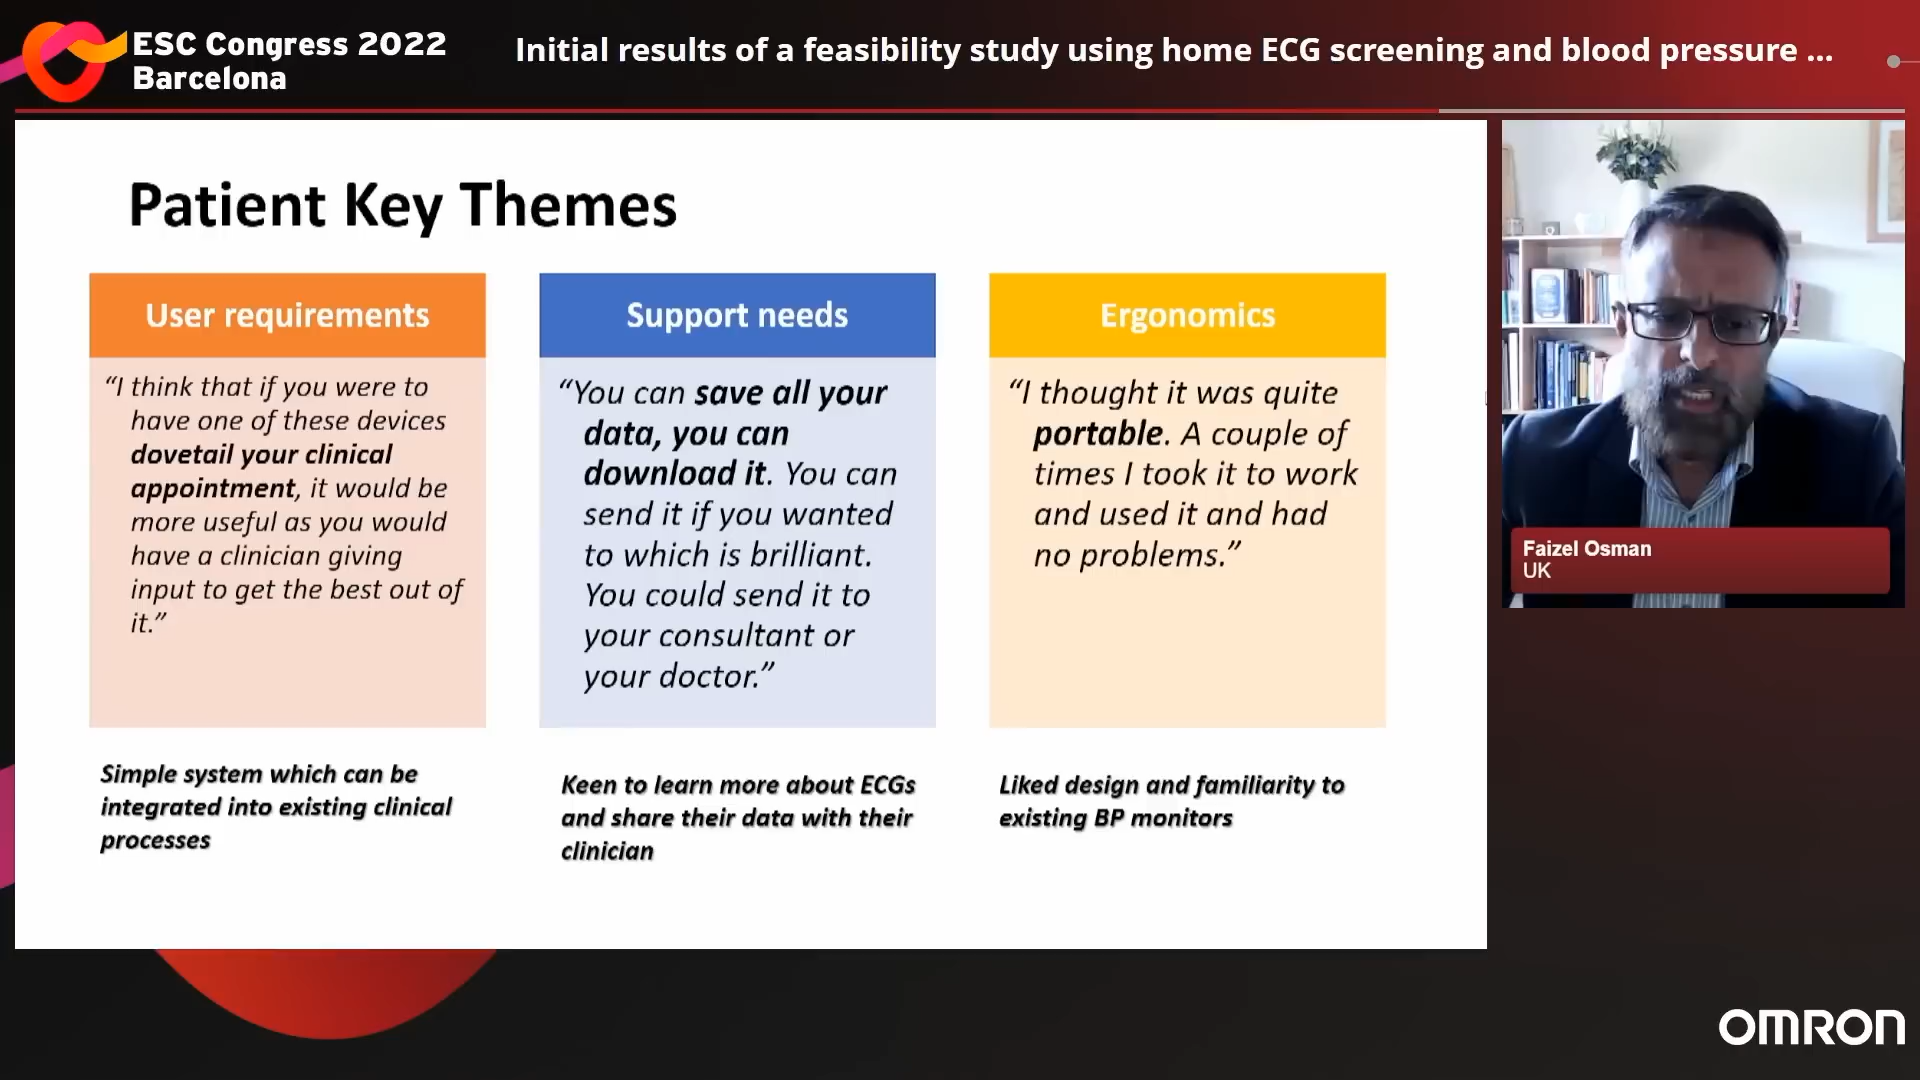 ESC Congress 2022
Barcelona
Initial results of a feasibility study using home ECG screening and blood pressure ...
Patient Key Themes
User requirements
“I think that if you were to
have one of these devices
dovetail your clinical
appointment, it would be
more useful as you would
have a clinician giving
input to get the best out of
it.”
Simple system which can be
integrated into existing clinical
processes
Support needs
“You can save all your
data, you can
download it. You can
send it if you wanted
to which is brilliant.
You could send it to
your consultant or
your doctor.”
Keen to learn more about ECGs
and share their data with their
clinician
Ergonomics
“I thought it was quite
portable. A couple of
times I took it to work
and used it and had
no problems.”
Liked design and familiarity to
existing BP monitors
Faizel Osman
UK
OMRON